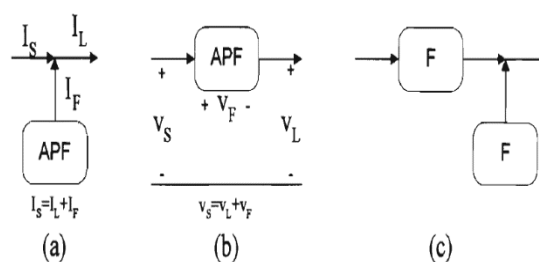 I_S I_L
I_F
APF
I_S=I_L+I_F
(a)
APF
+ V_F -
+ +
V_S V_L
- -
v_S=v_L+v_F
(b)
F
F
(c)